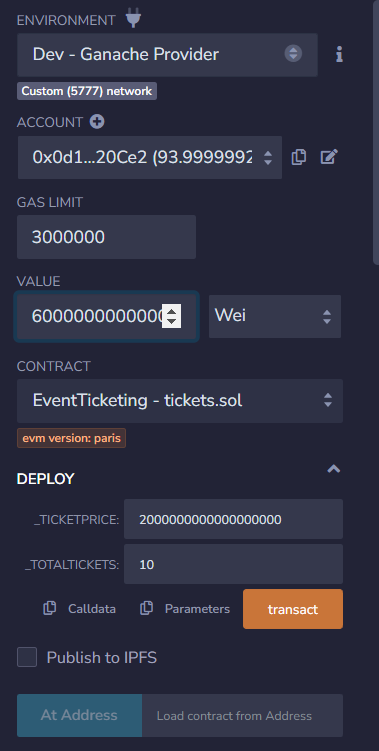 ENVIRONMENT
Dev - Ganache Provider
Custom (5777) network
ACCOUNT
0x0d1...20Ce2 (93.9999992
GAS LIMIT
3000000
VALUE
6000000000000 Wei
CONTRACT
EventTicketing - tickets.sol
evm version: paris
DEPLOY
_TICKETPRICE: 2000000000000000000
_TOTALTICKETS: 10
Calldata Parameters transact
Publish to IPFS
At Address Load contract from Address